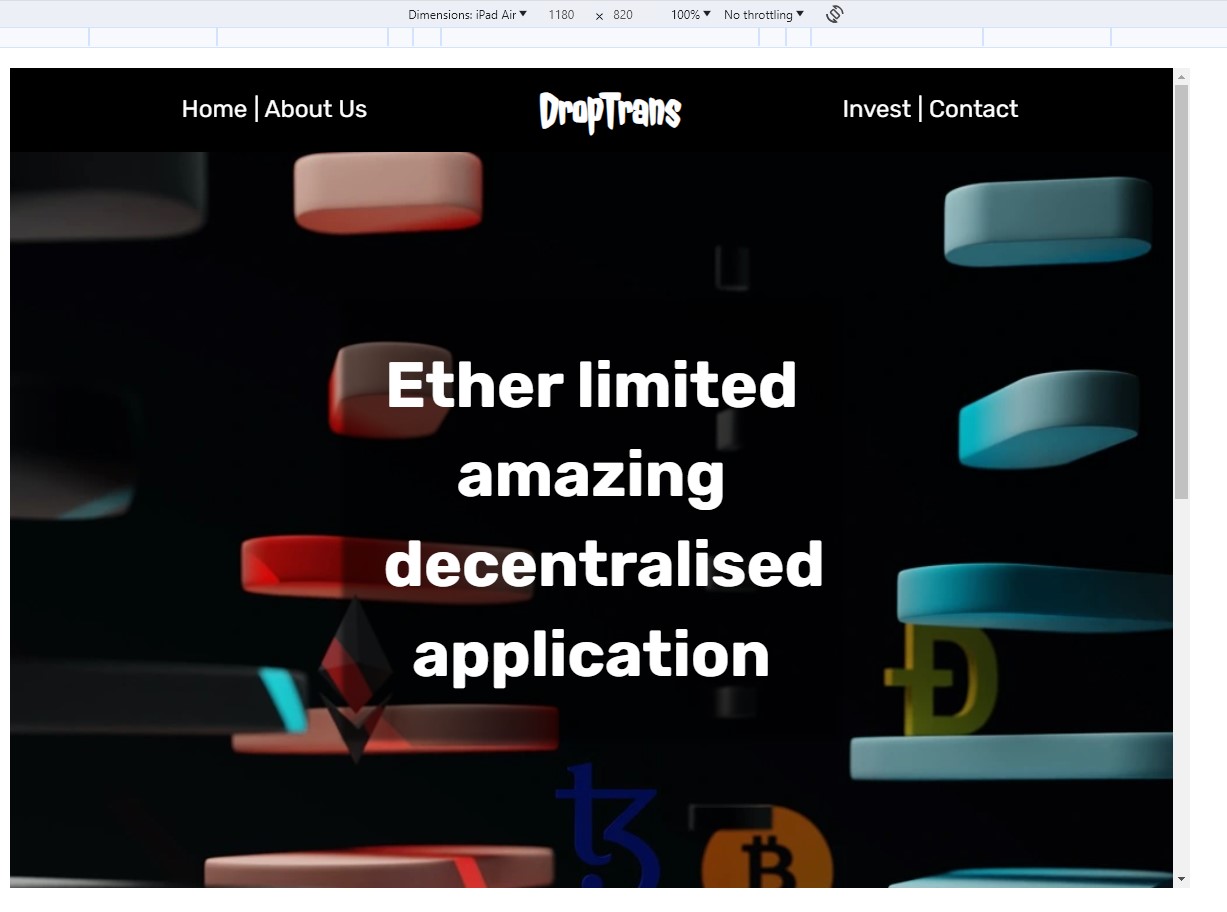 Dimensions: iPad Air 1180 × 820 100% No throttling
Home | About Us DropTrans Invest | Contact
Ether limited
amazing
decentralised
application